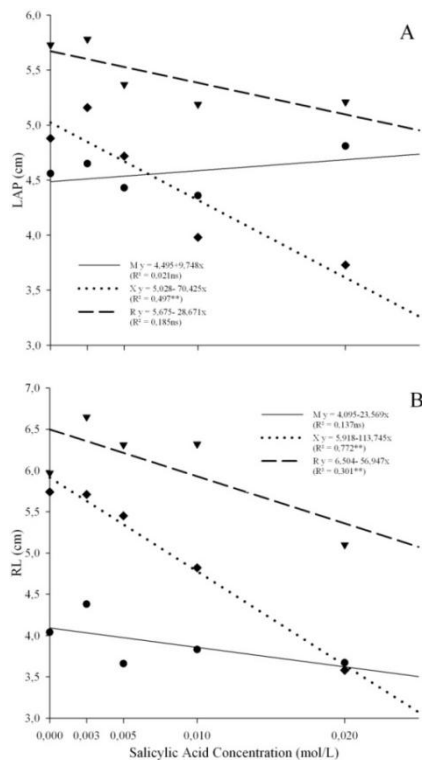 A
6,0
5,5
5,0
4,5
4,0
3,5
3,0
LAP (cm)
M y = 4,495+9,748x
(R² = 0,021ns)
X y = 5,028- 70,425x
(R² = 0,497**)
R y = 5,675- 28,671x
(R² = 0,185ns)
B
7,0
6,5
6,0
5,5
5,0
4,5
4,0
3,5
3,0
RL (cm)
M y = 4,095-23,569x
(R² = 0,137ns)
X y = 5,918-113,745x
(R² = 0,772**)
R y = 6,504- 56,947x
(R² = 0,301**)
0,000 0,003 0,005 0,010 0,020
Salicylic Acid Concentration (mol/L)